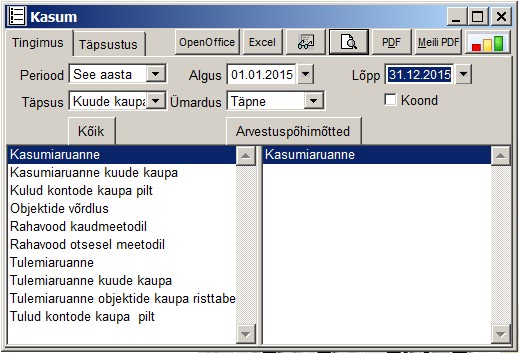 Kasum
Tingimus Täpsustus OpenOffice Excel PDF Meili PDF
Periood See aasta Algus 01.01.2015 Lõpp 31.12.2015
Täpsus Kuude kaupa Ümardus Täpne Koond
Kõik Arvestuspõhimõtted
Kasumiaruanne Kasumiaruanne
Kasumiaruanne kuude kaupa
Kulud kontode kaupa pilt
Objektide võrdlus
Rahavood kaudmeetodil
Rahavood otsesel meetodil
Tulemiaruanne
Tulemiaruanne kuude kaupa
Tulemiaruanne objektide kaupa risttabe
Tulud kontode kaupa pilt